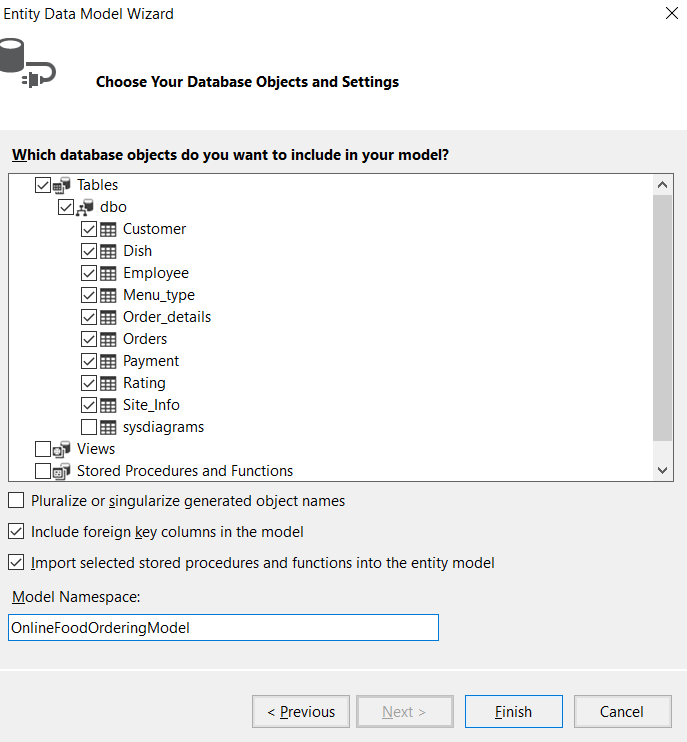 Entity Data Model Wizard
Choose Your Database Objects and Settings
Which database objects do you want to include in your model?
Tables
dbo
Customer
Dish
Employee
Menu_type
Order_details
Orders
Payment
Rating
Site_Info
sysdiagrams
Views
Stored Procedures and Functions
Pluralize or singularize generated object names
Include foreign key columns in the model
Import selected stored procedures and functions into the entity model
Model Namespace:
OnlineFoodOrderingModel
< Previous Next > Finish Cancel